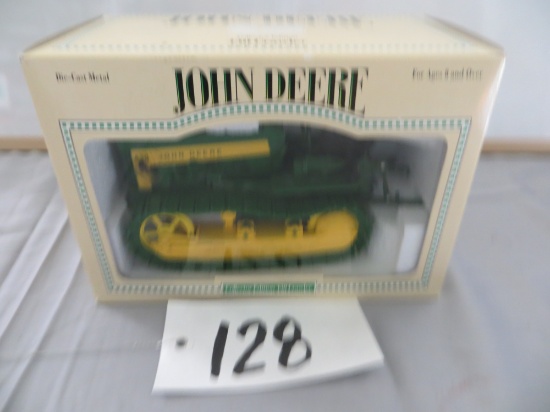 Die-Cast Metal
JOHN DEERE
For Ages 8 and Over
JOHN DEERE
128